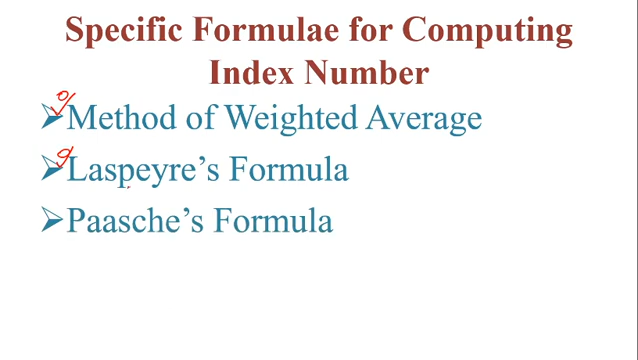 Specific Formulae for Computing
Index Number
Method of Weighted Average
Laspeyre’s Formula
Paasche’s Formula